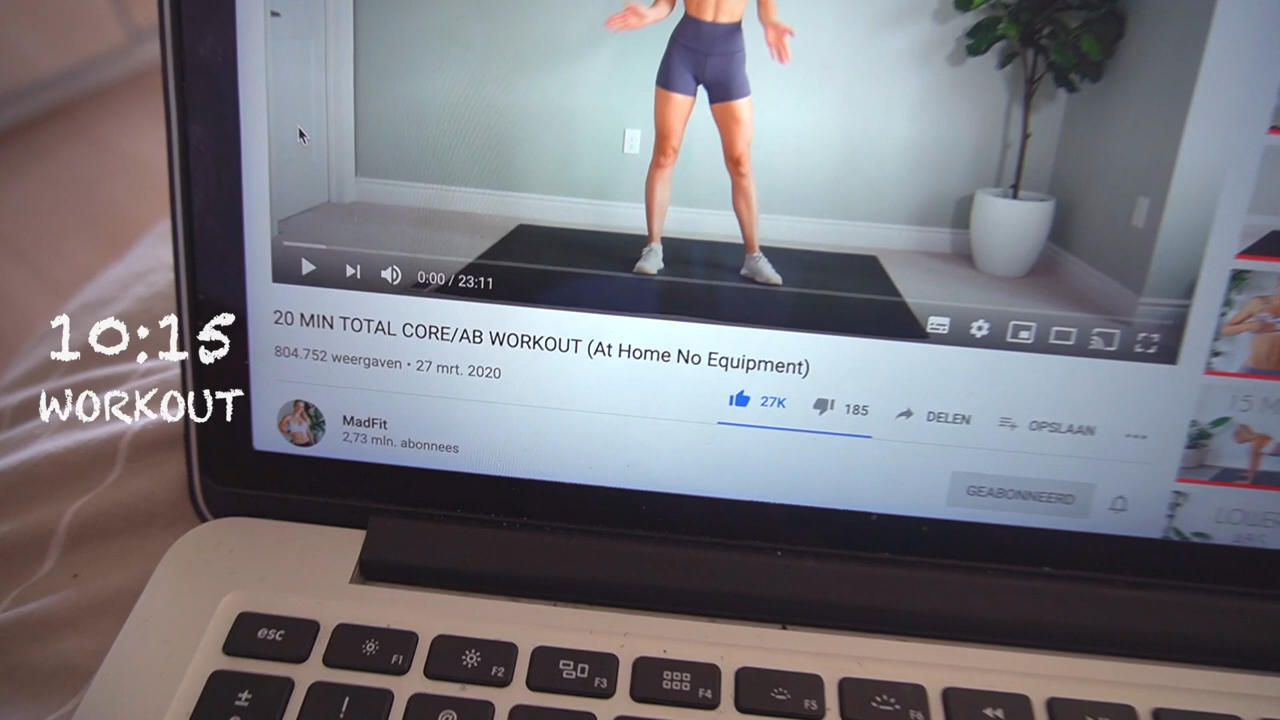 10:15
WORKOUT
0:00 / 23:11
20 MIN TOTAL CORE/AB WORKOUT (At Home No Equipment)
804.752 weergaven • 27 mrt. 2020
27K
185
DELEN
OPSLAAN
MadFit
2,73 mln. abonnees
GEABONNEERD
15 M
esc
F1
F2
F3
F4
F5
F6
±
!
@